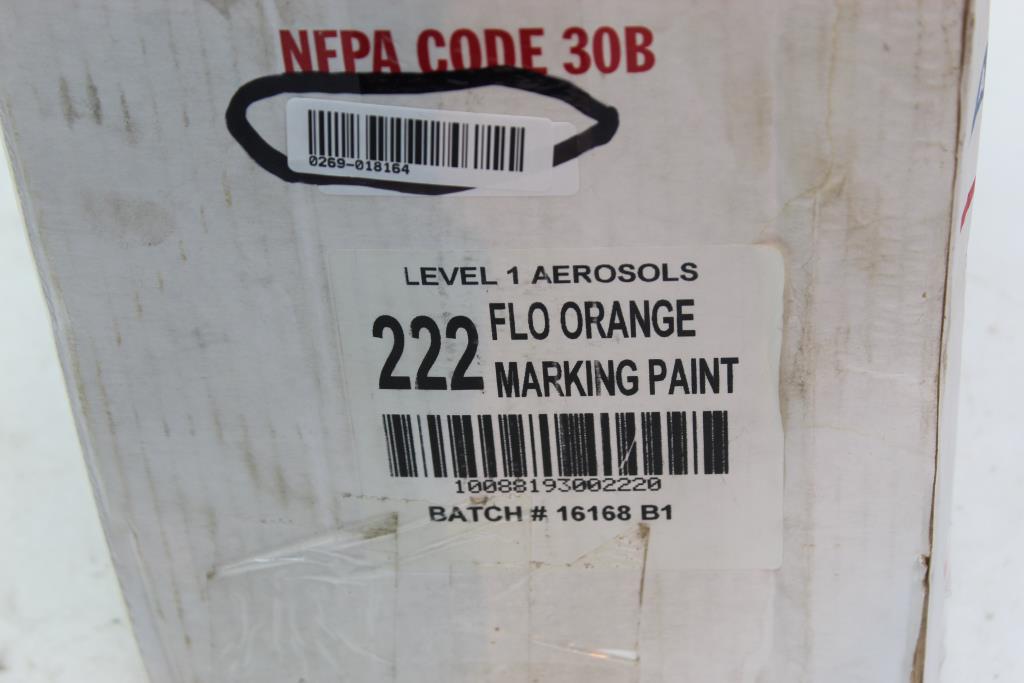 NFPA CODE 30B
0269-018164
LEVEL 1 AEROSOLS
222 FLO ORANGE
MARKING PAINT
10088193002220
BATCH # 16168 B1